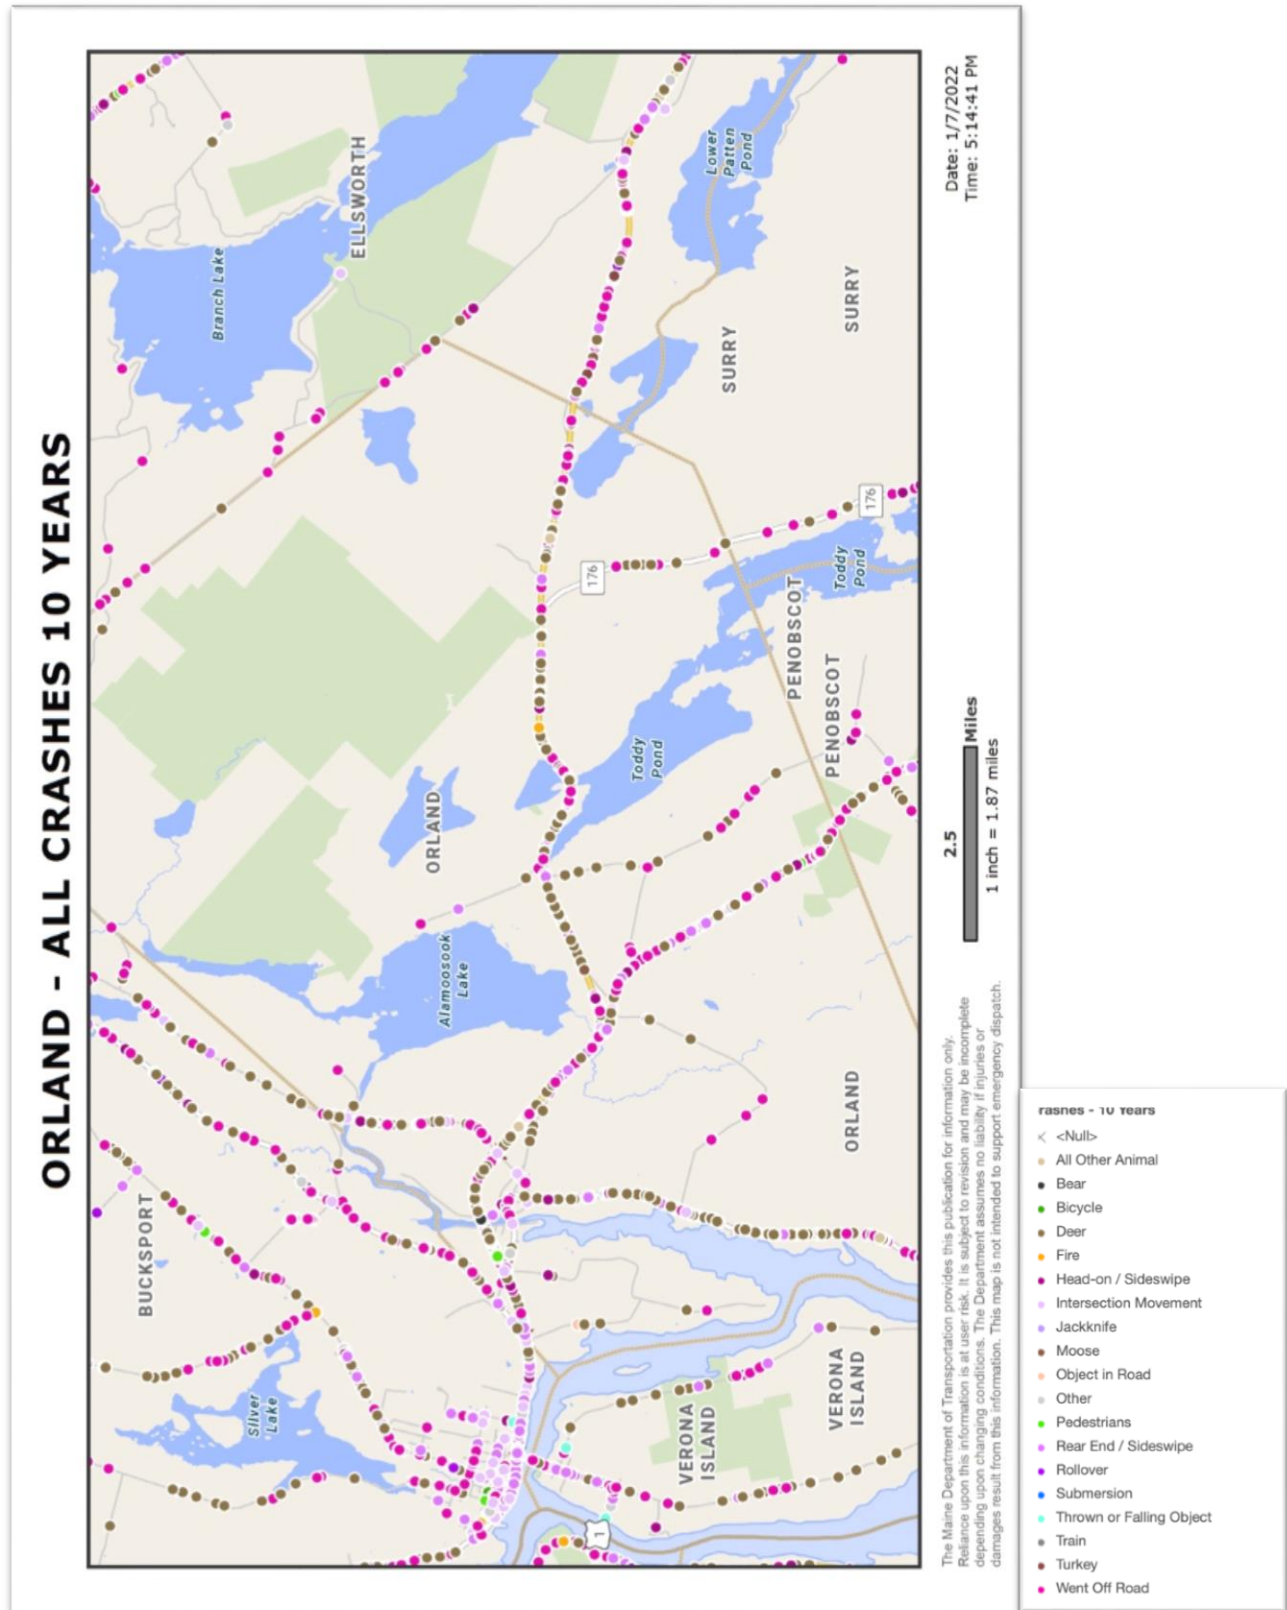 ORLAND - ALL CRASHES 10 YEARS
BUCKSPORT
Silver
Lake
Alamoosook
Lake
ORLAND
Branch Lake
ELLSWORTH
Toddy
Pond
176
Lower
Patten
Pond
SURRY
SURRY
PENOBSCOT
PENOBSCOT
Toddy
Pond
176
ORLAND
VERONA
ISLAND
VERONA
ISLAND
1
The Maine Department of Transportation provides this publication for information only.
Reliance upon this information is at user risk. It is subject to revision and may be incomplete
depending upon changing conditions. The Department assumes no liability if injuries or
damages result from this information. This map is not intended to support emergency dispatch.
2.5
Miles
1 inch = 1.87 miles
Date: 1/7/2022
Time: 5:14:41 PM
rashes - 10 Years
<Null>
All Other Animal
Bear
Bicycle
Deer
Fire
Head-on / Sideswipe
Intersection Movement
Jackknife
Moose
Object in Road
Other
Pedestrians
Rear End / Sideswipe
Rollover
Submersion
Thrown or Falling Object
Train
Turkey
Went Off Road